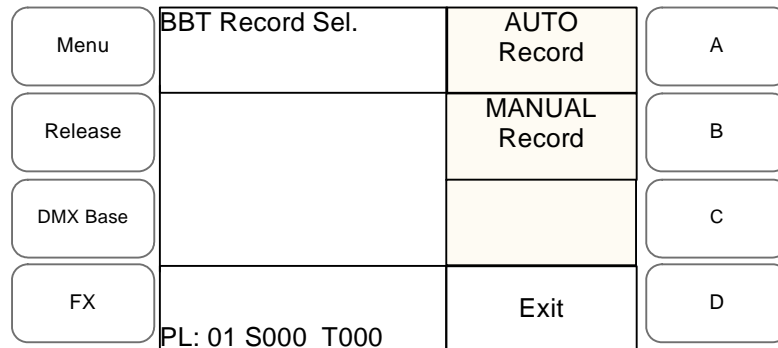 Menu
BBT Record Sel.
AUTO
Record
A
Release
MANUAL
Record
B
DMX Base
C
FX
PL: 01 S000 T000
Exit
D